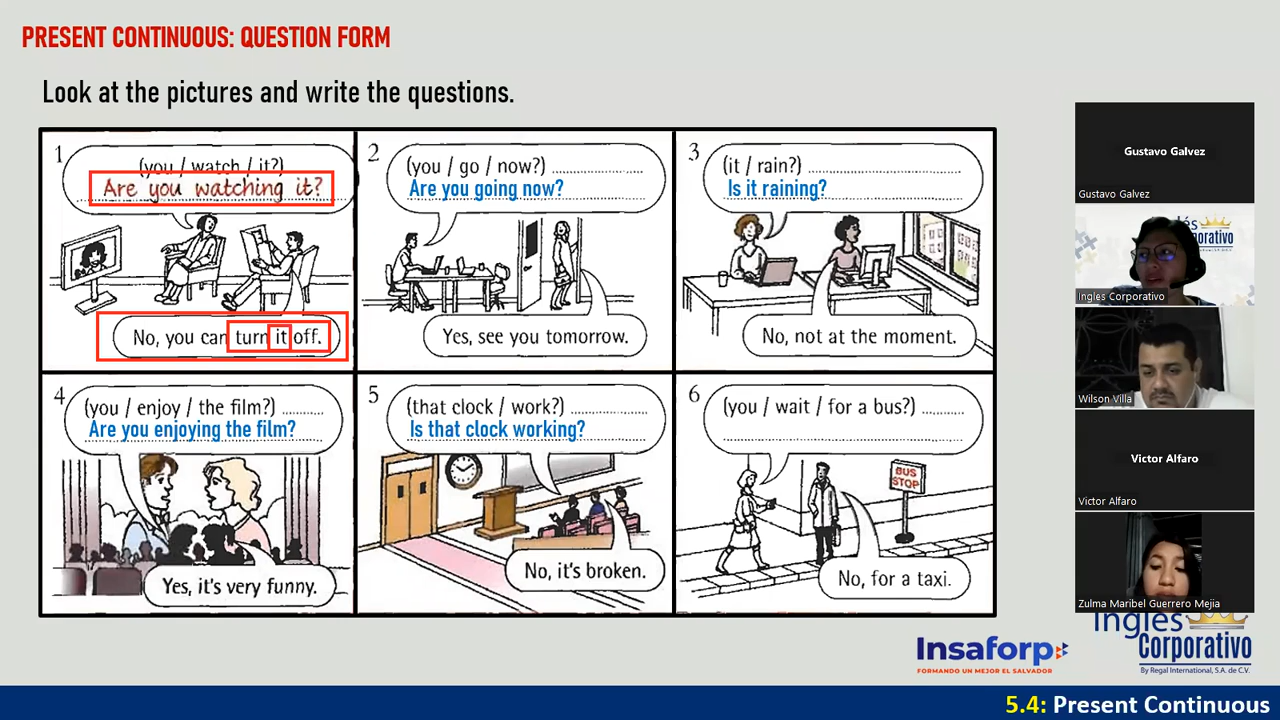 PRESENT CONTINUOUS: QUESTION FORM
Look at the pictures and write the questions.
1
(you / watch / it?)
Are you watching it?
No, you can turn it off.
2
(you / go / now?)
Are you going now?
Yes, see you tomorrow.
3
(it / rain?)
Is it raining?
No, not at the moment.
4
(you / enjoy / the film?)
Are you enjoying the film?
Yes, it's very funny.
5
(that clock / work?)
Is that clock working?
No, it's broken.
6
(you / wait / for a bus?)
BUS
STOP
No, for a taxi.
Gustavo Galvez
Gustavo Galvez
Ingles Corporativo
Wilson Villa
Victor Alfaro
Victor Alfaro
Zulma Maribel Guerrero Mejia
Insaforp
FORMANDO UN MEJOR EL SALVADOR
Inglés
Corporativo
By Regal International, S.A. de C.V.
5.4: Present Continuous